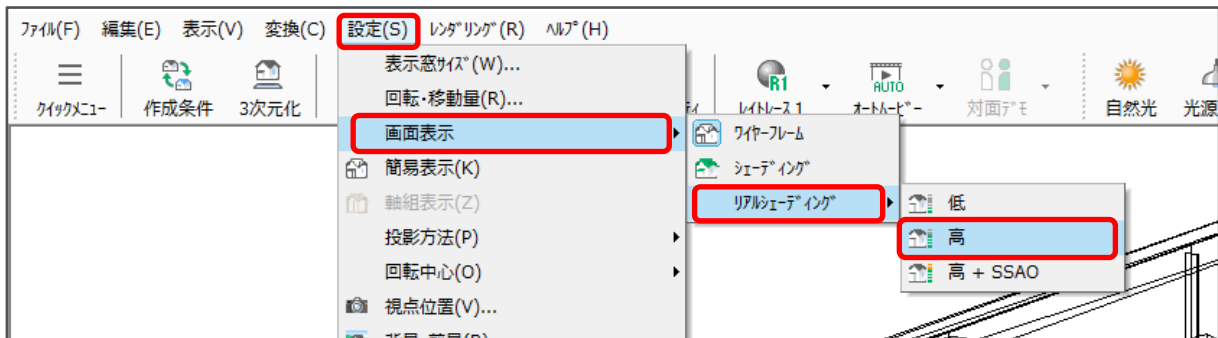 ﾌｧｲﾙ(F) 編集(E) 表示(V) 変換(C) 設定(S) ﾚﾝﾀﾞﾘﾝｸﾞ(R) ﾍﾙﾌﾟ(H)
ｸｲｯｸﾒﾆｭｰ 作成条件 3次元化
R1 AUTO
ﾚｲﾄﾚｰｽ 1 ｵｰﾄﾑｰﾋﾞｰ 対面ﾃﾞﾓ 自然光 光源
表示窓ｻｲｽﾞ(W)...
回転･移動量(R)...
画面表示
簡易表示(K)
軸組表示(Z)
投影方法(P)
回転中心(O)
視点位置(V)...
ﾜｲﾔｰﾌﾚｰﾑ
ｼｪｰﾃﾞｨﾝｸﾞ
ﾘｱﾙｼｪｰﾃﾞｨﾝｸﾞ
低
高
高 + SSAO